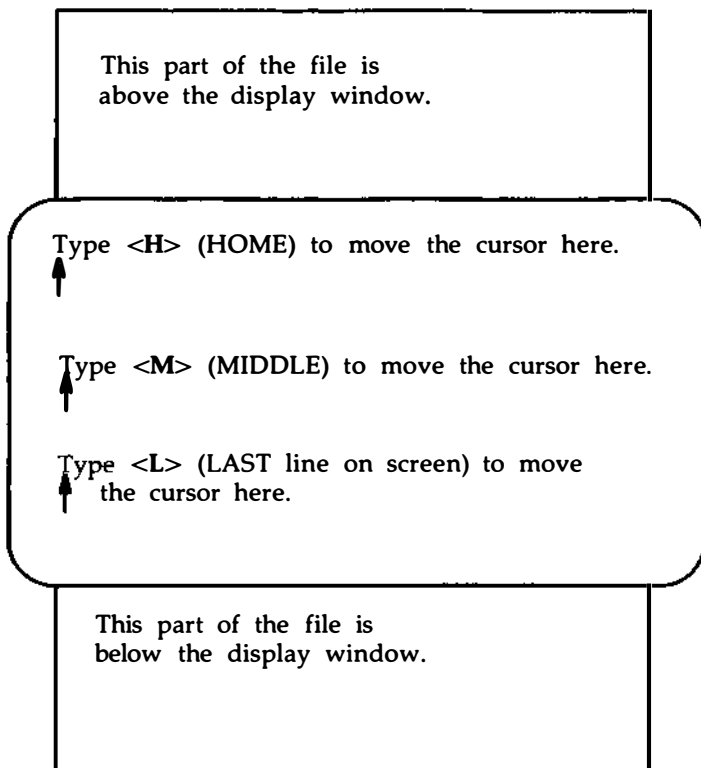 This part of the file is
above the display window.
Type <H> (HOME) to move the cursor here.
Type <M> (MIDDLE) to move the cursor here.
Type <L> (LAST line on screen) to move
the cursor here.
This part of the file is
below the display window.